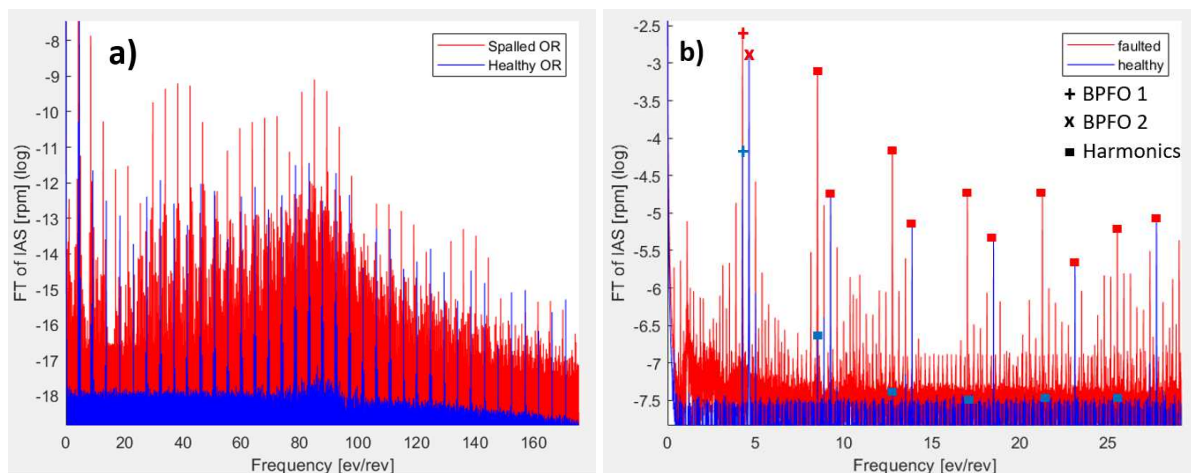 a)
Spalled OR
Healthy OR
FT of IAS [rpm] (log)
-8
-9
-10
-11
-12
-13
-14
-15
-16
-17
-18
0 20 40 60 80 100 120 140 160
Frequency [ev/rev]
b)
faulted
healthy
+ BPFO 1
x BPFO 2
■ Harmonics
FT of IAS [rpm] (log)
-2.5
-3
-3.5
-4
-4.5
-5
-5.5
-6
-6.5
-7
-7.5
0 5 10 15 20 25
Frequency [ev/rev]